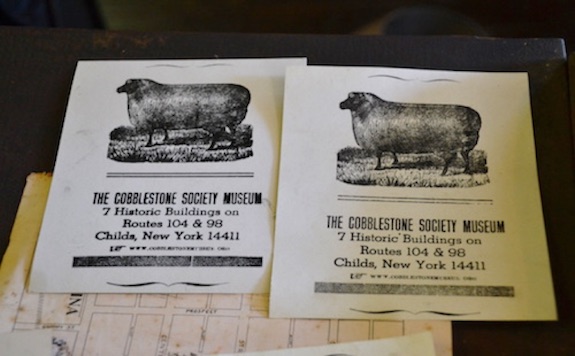 THE COBBLESTONE SOCIETY MUSEUM
7 Historic Buildings on
Routes 104 & 98
Childs, New York 14411
THE COBBLESTONE SOCIETY MUSEUM
7 Historic Buildings on
Routes 104 & 98
Childs, New York 14411
PROSPECT